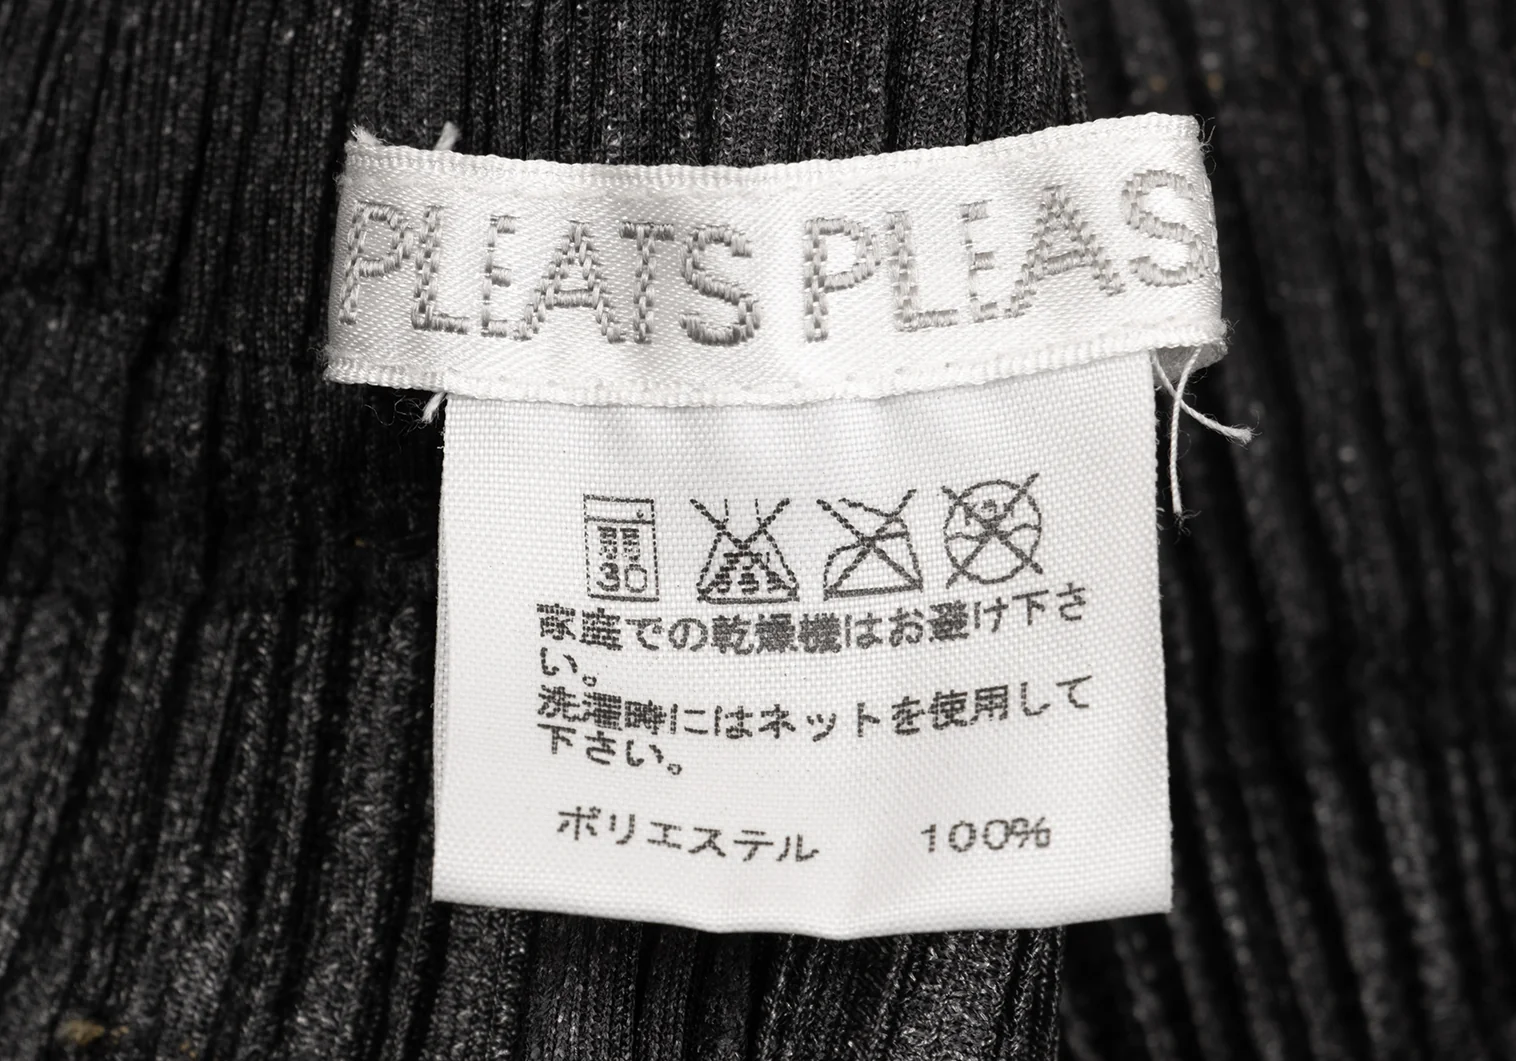 PLEATS PLEAS
30
家庭での乾燥機はお避け下さ
い。
洗濯時にはネットを使用して
下さい。
ポリエステル 100%